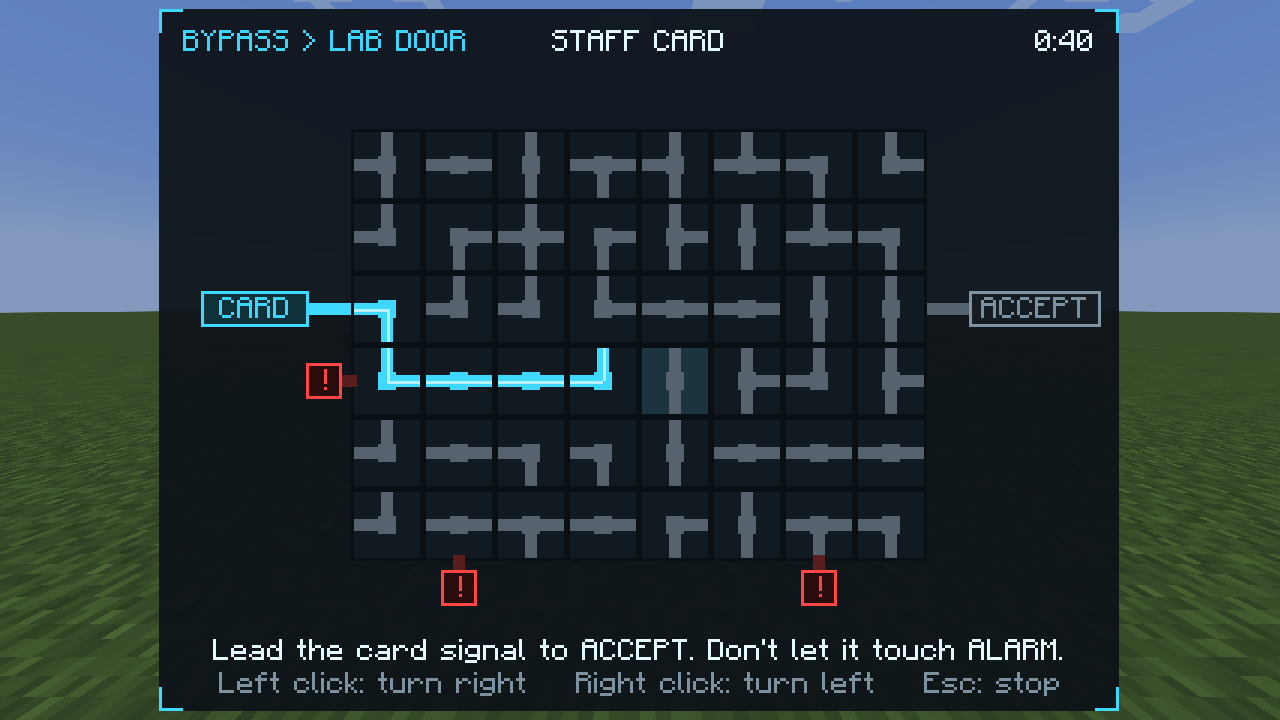 BYPASS > LAB DOOR STAFF CARD 0:40
CARD ACCEPT
!
! !
Lead the card signal to ACCEPT. Don't let it touch ALARM.
Left click: turn right Right click: turn left Esc: stop